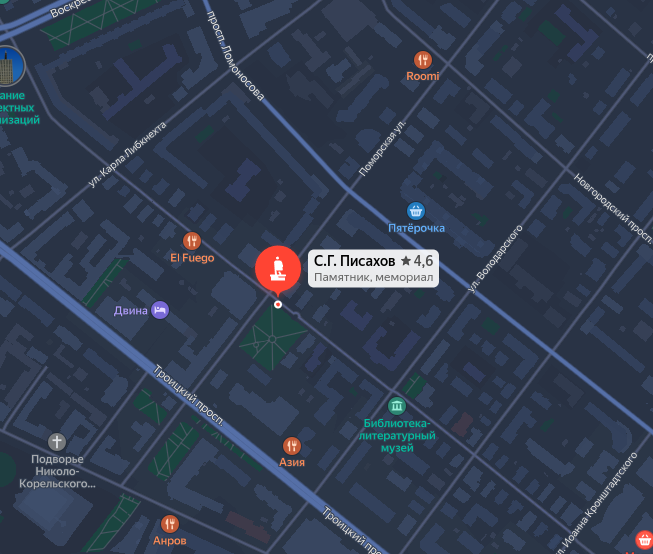 Воскрес
просп. Ломоносова
Roomi
ание
ектных
низаций
ул. Карла Либкнехта
Поморская ул.
Новгородский просп.
Пятёрочка
El Fuego
С.Г. Писахов ★ 4,6
Памятник, мемориал
ул. Володарского
Двина
Троицкий просп.
Библиотека-
литературный
музей
Подворье
Николо-
Корельского...
Азия
ул. Иоанна Кронштадтского
Анров
Троицкий просп.